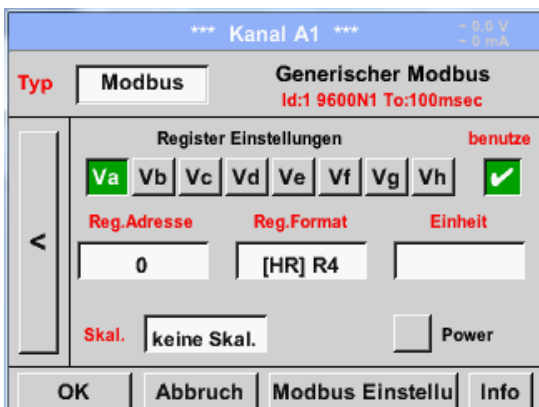 *** Kanal A1 ***
~ 0.0 V
~ 0 mA
Typ
Modbus
Generischer Modbus
Id:1 9600N1 To:100msec
Register Einstellungen
benutze
Va Vb Vc Vd Ve Vf Vg Vh
<
Reg.Adresse Reg.Format Einheit
0 [HR] R4
Skal. keine Skal. Power
OK Abbruch Modbus Einstellu Info